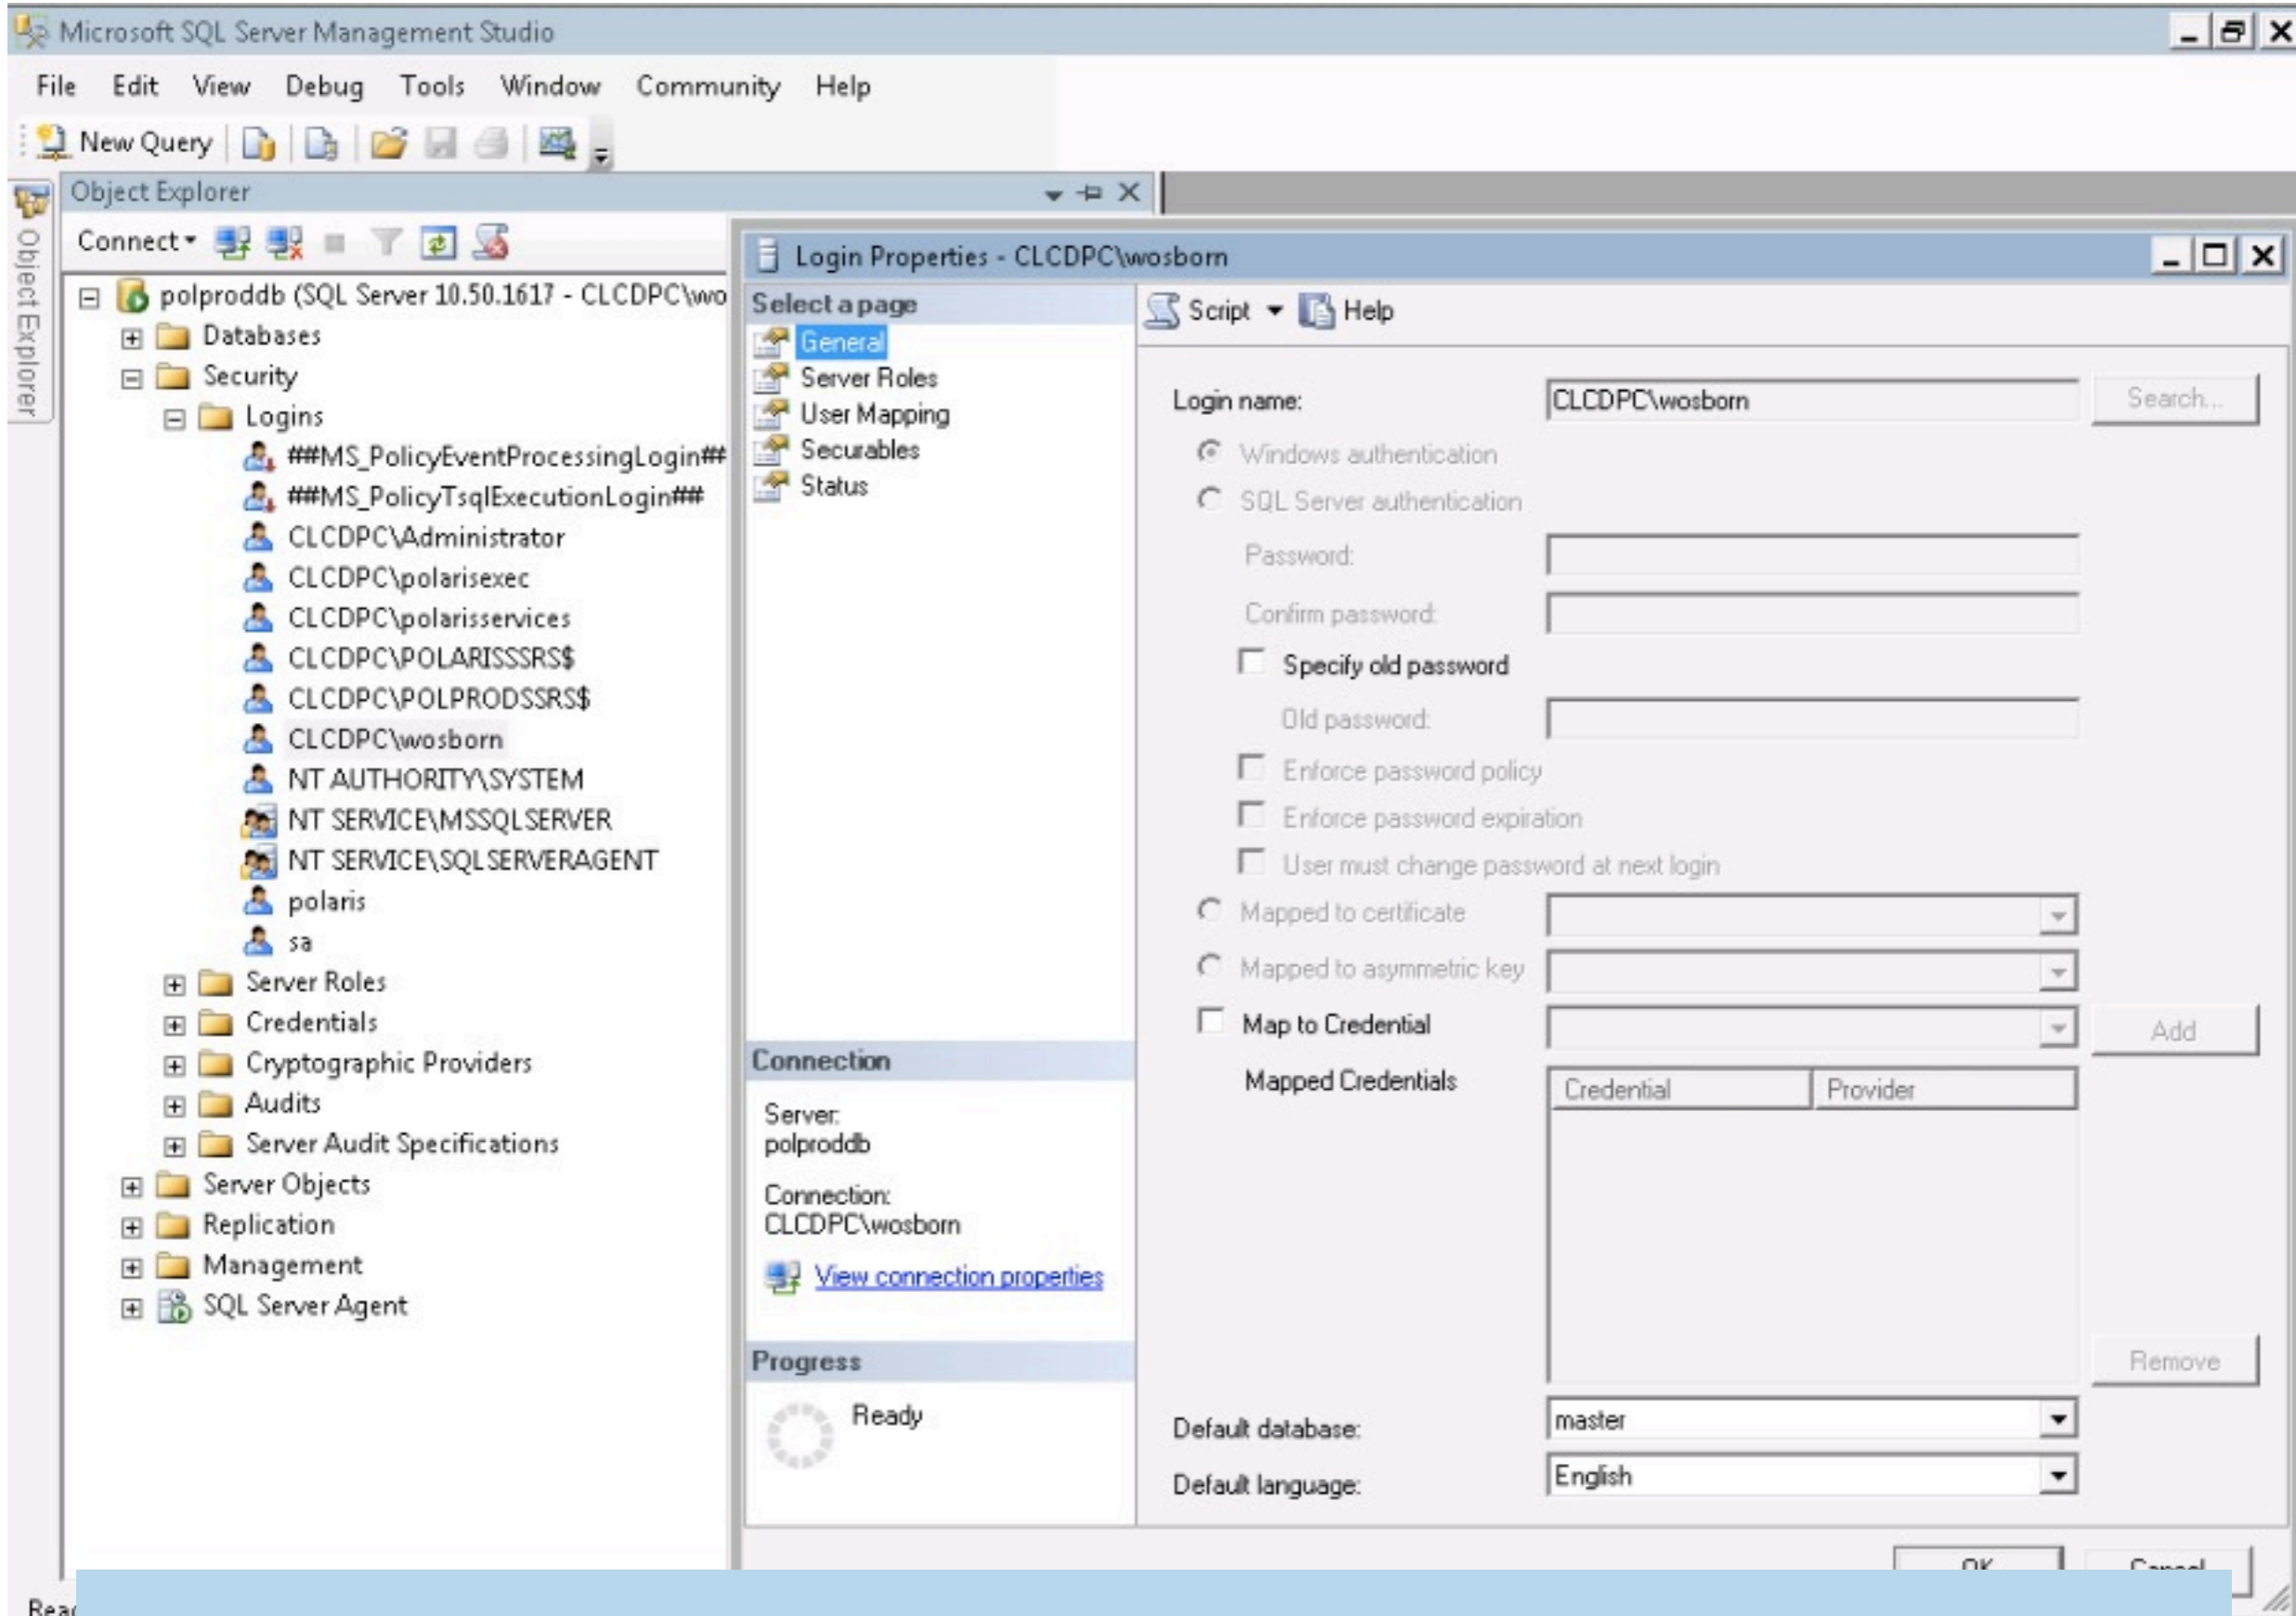 Microsoft SQL Server Management Studio
File Edit View Debug Tools Window Community Help
New Query
Object Explorer
Object Explorer
Connect
polproddb (SQL Server 10.50.1617 - CLCDPC\wo
Databases
Security
Logins
##MS_PolicyEventProcessingLogin##
##MS_PolicyTsqlExecutionLogin##
CLCDPC\Administrator
CLCDPC\polarisexec
CLCDPC\polarisservices
CLCDPC\POLARISSSRS$
CLCDPC\POLPRODSSRS$
CLCDPC\wosborn
NT AUTHORITY\SYSTEM
NT SERVICE\MSSQLSERVER
NT SERVICE\SQLSERVERAGENT
polaris
sa
Server Roles
Credentials
Cryptographic Providers
Audits
Server Audit Specifications
Server Objects
Replication
Management
SQL Server Agent
Login Properties - CLCDPC\wosborn
Select a page
General
Server Roles
User Mapping
Securables
Status
Connection
Server:
polproddb
Connection:
CLCDPC\wosborn
View connection properties
Progress
Ready
Script Help
Login name: CLCDPC\wosborn Search...
Windows authentication
SQL Server authentication
Password:
Confirm password:
Specify old password
Old password:
Enforce password policy
Enforce password expiration
User must change password at next login
Mapped to certificate
Mapped to asymmetric key
Map to Credential Add
Mapped Credentials Credential Provider
Remove
Default database: master
Default language: English
OK Cancel